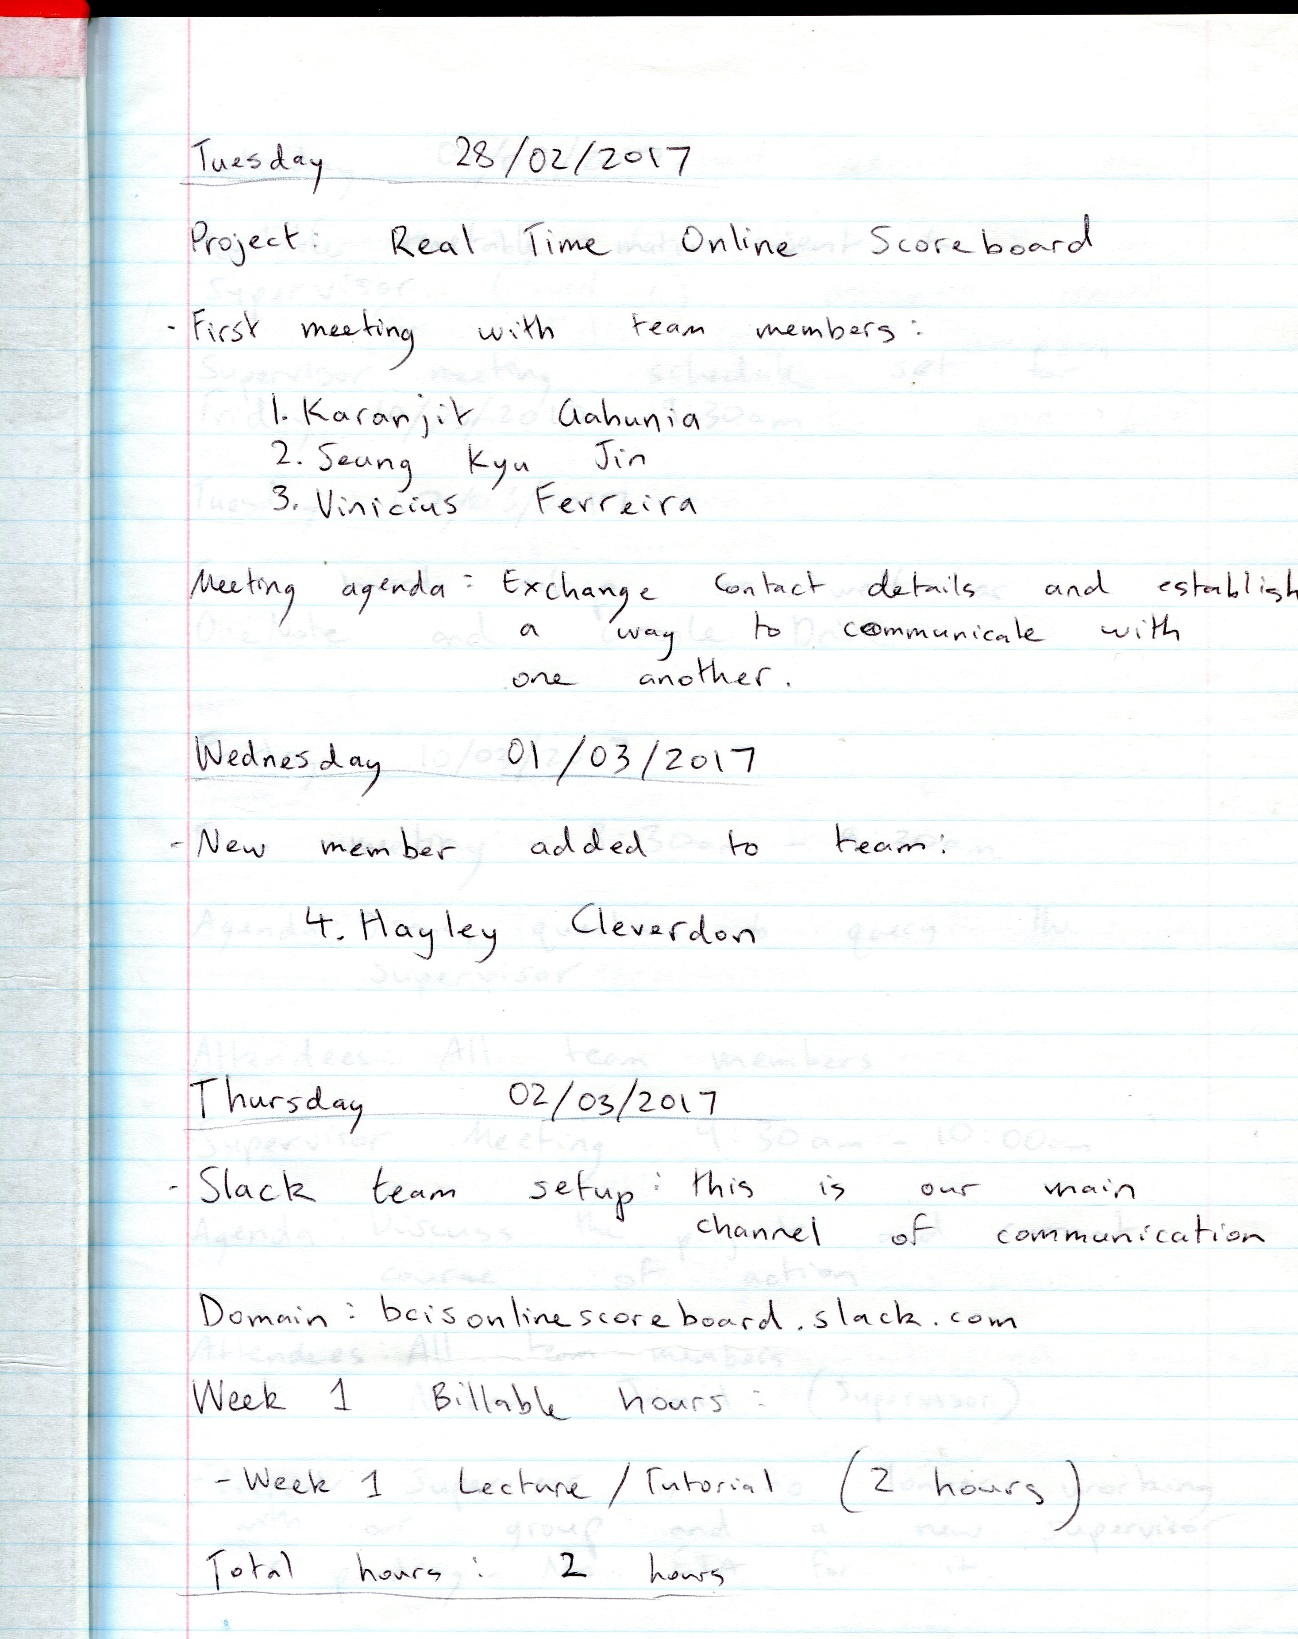 Tuesday 28/02/2017
Project: Real Time Online Scoreboard
- First meeting with team members:
1. Karanjit Gahunia
2. Seung Kyu Jin
3. Vinicius Ferreira
Meeting agenda: Exchange contact details and establish
a way to communicate with
one another.
Wednesday 01/03/2017
- New member added to team:
4. Hayley Cleverdon
Thursday 02/03/2017
- Slack team setup: this is our main
channel of communication
Domain: bcisonlinescoreboard.slack.com
Week 1 Billable hours:
- Week 1 Lecture / Tutorial (2 hours)
Total hours: 2 hours